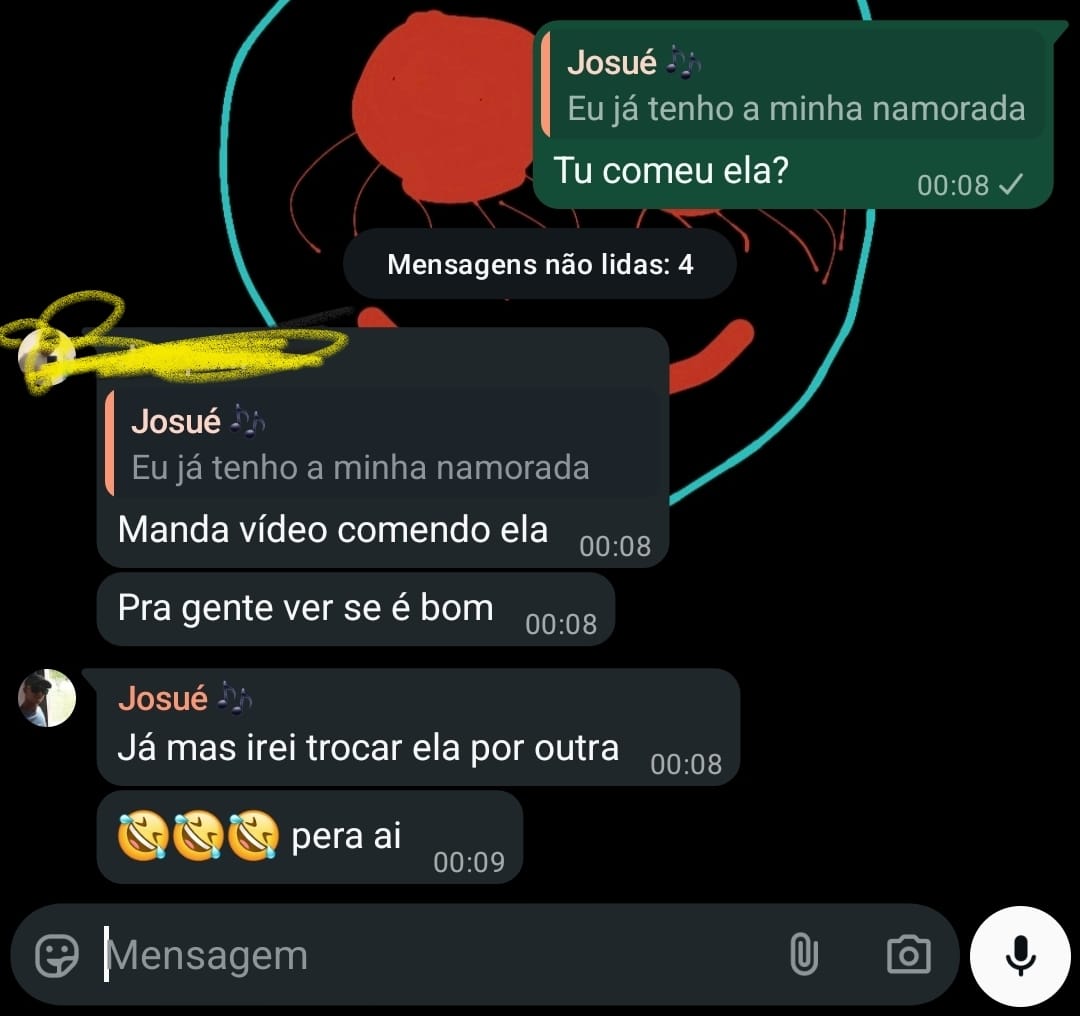 Josué 🎶
Eu já tenho a minha namorada
Tu comeu ela?
00:08
Mensagens não lidas: 4
Josué 🎶
Eu já tenho a minha namorada
Manda vídeo comendo ela
00:08
Pra gente ver se é bom
00:08
Josué 🎶
Já mas irei trocar ela por outra
00:08
🤣🤣🤣 pera ai
00:09
Mensagem